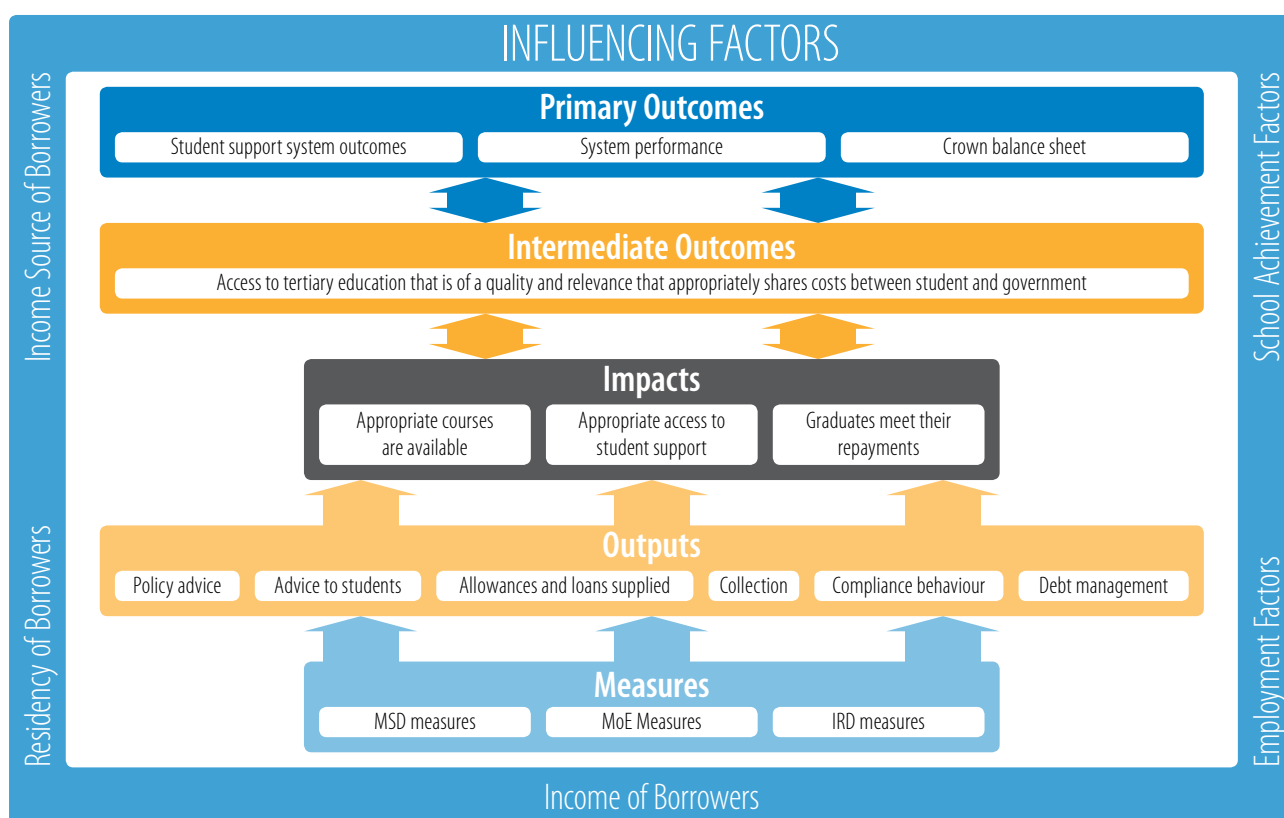 INFLUENCING FACTORS
Income Source of Borrowers
Residency of Borrowers
School Achievement Factors
Employment Factors
Primary Outcomes
Student support system outcomes
System performance
Crown balance sheet
Intermediate Outcomes
Access to tertiary education that is of a quality and relevance that appropriately shares costs between student and government
Impacts
Appropriate courses
are available
Appropriate access to
student support
Graduates meet their
repayments
Outputs
Policy advice
Advice to students
Allowances and loans supplied
Collection
Compliance behaviour
Debt management
Measures
MSD measures
MoE Measures
IRD measures
Income of Borrowers